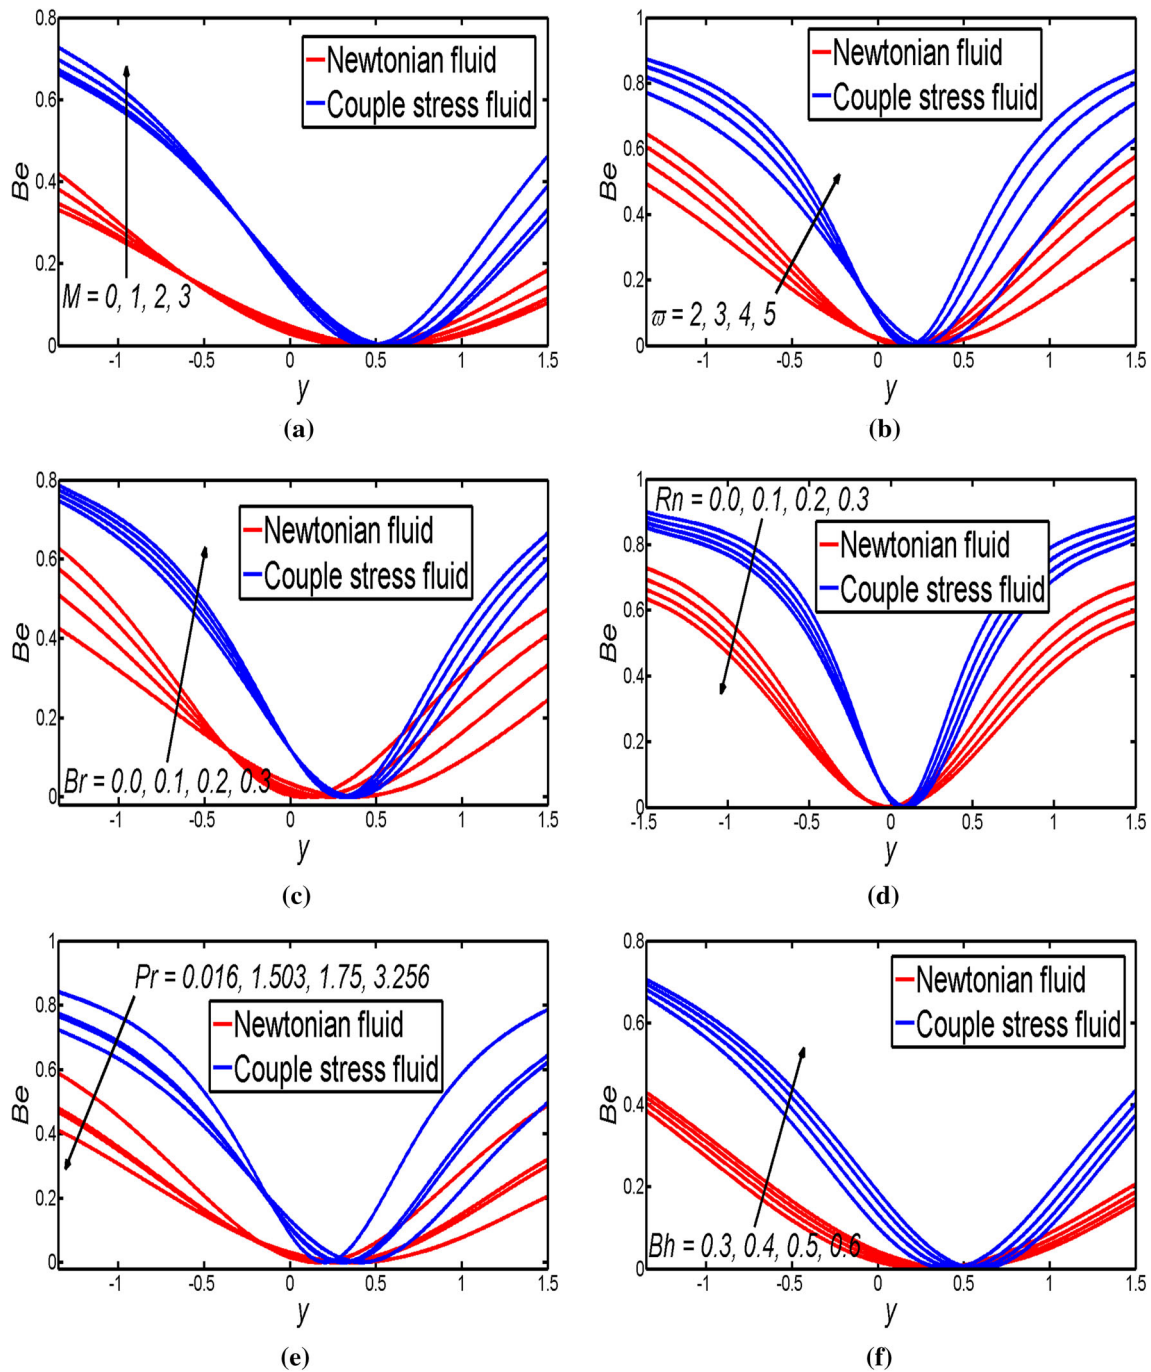 0.8
0.6
0.4
0.2
0
Be
Newtonian fluid
Couple stress fluid
M = 0, 1, 2, 3
-1
-0.5
0
0.5
1
1.5
y
(a)
1
0.8
0.6
0.4
0.2
0
Be
Newtonian fluid
Couple stress fluid
ϖ = 2, 3, 4, 5
-1
-0.5
0
0.5
1
1.5
y
(b)
0.8
0.6
0.4
0.2
0
Be
Newtonian fluid
Couple stress fluid
Br = 0.0, 0.1, 0.2, 0.3
-1
-0.5
0
0.5
1
1.5
y
(c)
1
0.8
0.6
0.4
0.2
0
Be
Rn = 0.0, 0.1, 0.2, 0.3
Newtonian fluid
Couple stress fluid
-1.5
-1
-0.5
0
0.5
1
1.5
y
(d)
1
0.8
0.6
0.4
0.2
0
Be
Pr = 0.016, 1.503, 1.75, 3.256
Newtonian fluid
Couple stress fluid
-1
-0.5
0
0.5
1
1.5
y
(e)
0.8
0.6
0.4
0.2
0
Be
Newtonian fluid
Couple stress fluid
Bh = 0.3, 0.4, 0.5, 0.6
-1
-0.5
0
0.5
1
1.5
y
(f)